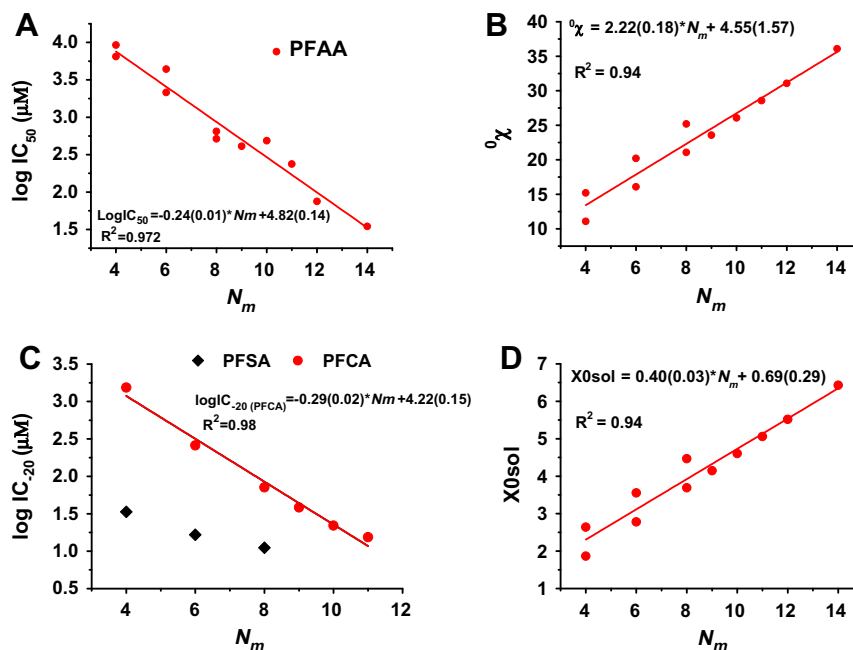 A
4.0
3.5
3.0
2.5
2.0
1.5
log IC50 (μM)
PFAA
LogIC50=-0.24(0.01)*Nm+4.82(0.14)
R2=0.972
4 6 8 10 12 14
Nm
B
40
35
30
25
20
15
10
0χ
0χ = 2.22(0.18)*Nm+ 4.55(1.57)
R2 = 0.94
4 6 8 10 12 14
Nm
C
3.5
3.0
2.5
2.0
1.5
1.0
0.5
log IC-20 (μM)
PFSA PFCA
logIC-20 (PFCA)=-0.29(0.02)*Nm+4.22(0.15)
R2=0.98
4 6 8 10 12
Nm
D
7
6
5
4
3
2
1
X0sol
X0sol = 0.40(0.03)*Nm+ 0.69(0.29)
R2 = 0.94
4 6 8 10 12 14
Nm